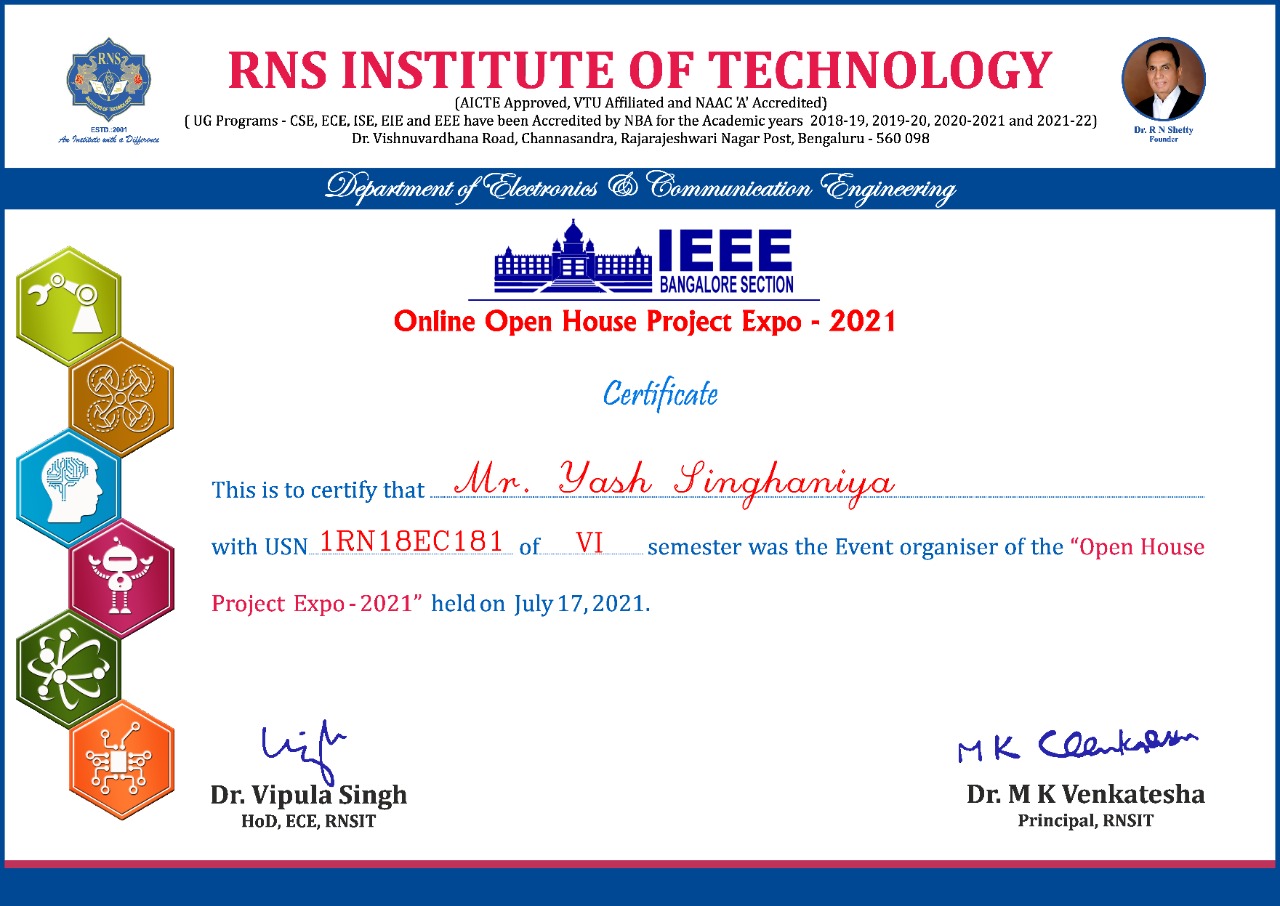 RNS
INSTITUTE OF TECHNOLOGY
ESTD.:2001
An Institute with a Difference
RNS INSTITUTE OF TECHNOLOGY
(AICTE Approved, VTU Affiliated and NAAC 'A' Accredited)
( UG Programs - CSE, ECE, ISE, EIE and EEE have been Accredited by NBA for the Academic years 2018-19, 2019-20, 2020-2021 and 2021-22)
Dr. Vishnuvardhana Road, Channasandra, Rajarajeshwari Nagar Post, Bengaluru - 560 098
Dr. R N Shetty
Founder
Department of Electronics & Communication Engineering
IEEE
BANGALORE SECTION
Online Open House Project Expo - 2021
Certificate
This is to certify that Mr. Yash Singhaniya
with USN 1RN18EC181 of VI semester was the Event organiser of the “Open House
Project Expo - 2021” held on July 17, 2021.
M K Venkatesha
Dr. Vipula Singh
HoD, ECE, RNSIT
Dr. M K Venkatesha
Principal, RNSIT